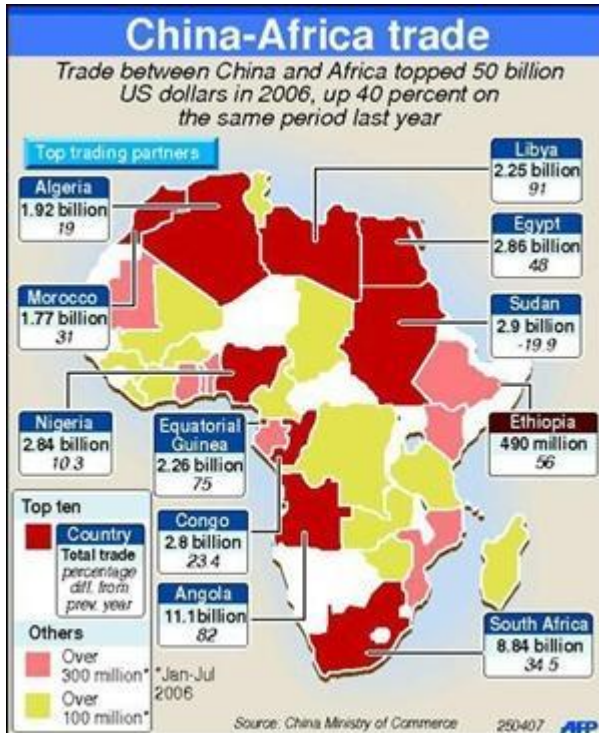 China-Africa trade
Trade between China and Africa topped 50 billion
US dollars in 2006, up 40 percent on
the same period last year
Top trading partners
Algeria
1.92 billion
19
Libya
2.25 billion
91
Egypt
2.86 billion
48
Morocco
1.77 billion
31
Sudan
2.9 billion
-19.9
Nigeria
2.84 billion
10.3
Equatorial
Guinea
2.26 billion
75
Ethiopia
490 million
56
Congo
2.8 billion
23.4
Angola
11.1 billion
82
South Africa
8.84 billion
34.5
Top ten
Country
Total trade
percentage
diff. from
prev. year
Others
Over
300 million*
Over
100 million*
*Jan-Jul
2006
Source: China Ministry of Commerce
250407 AFP